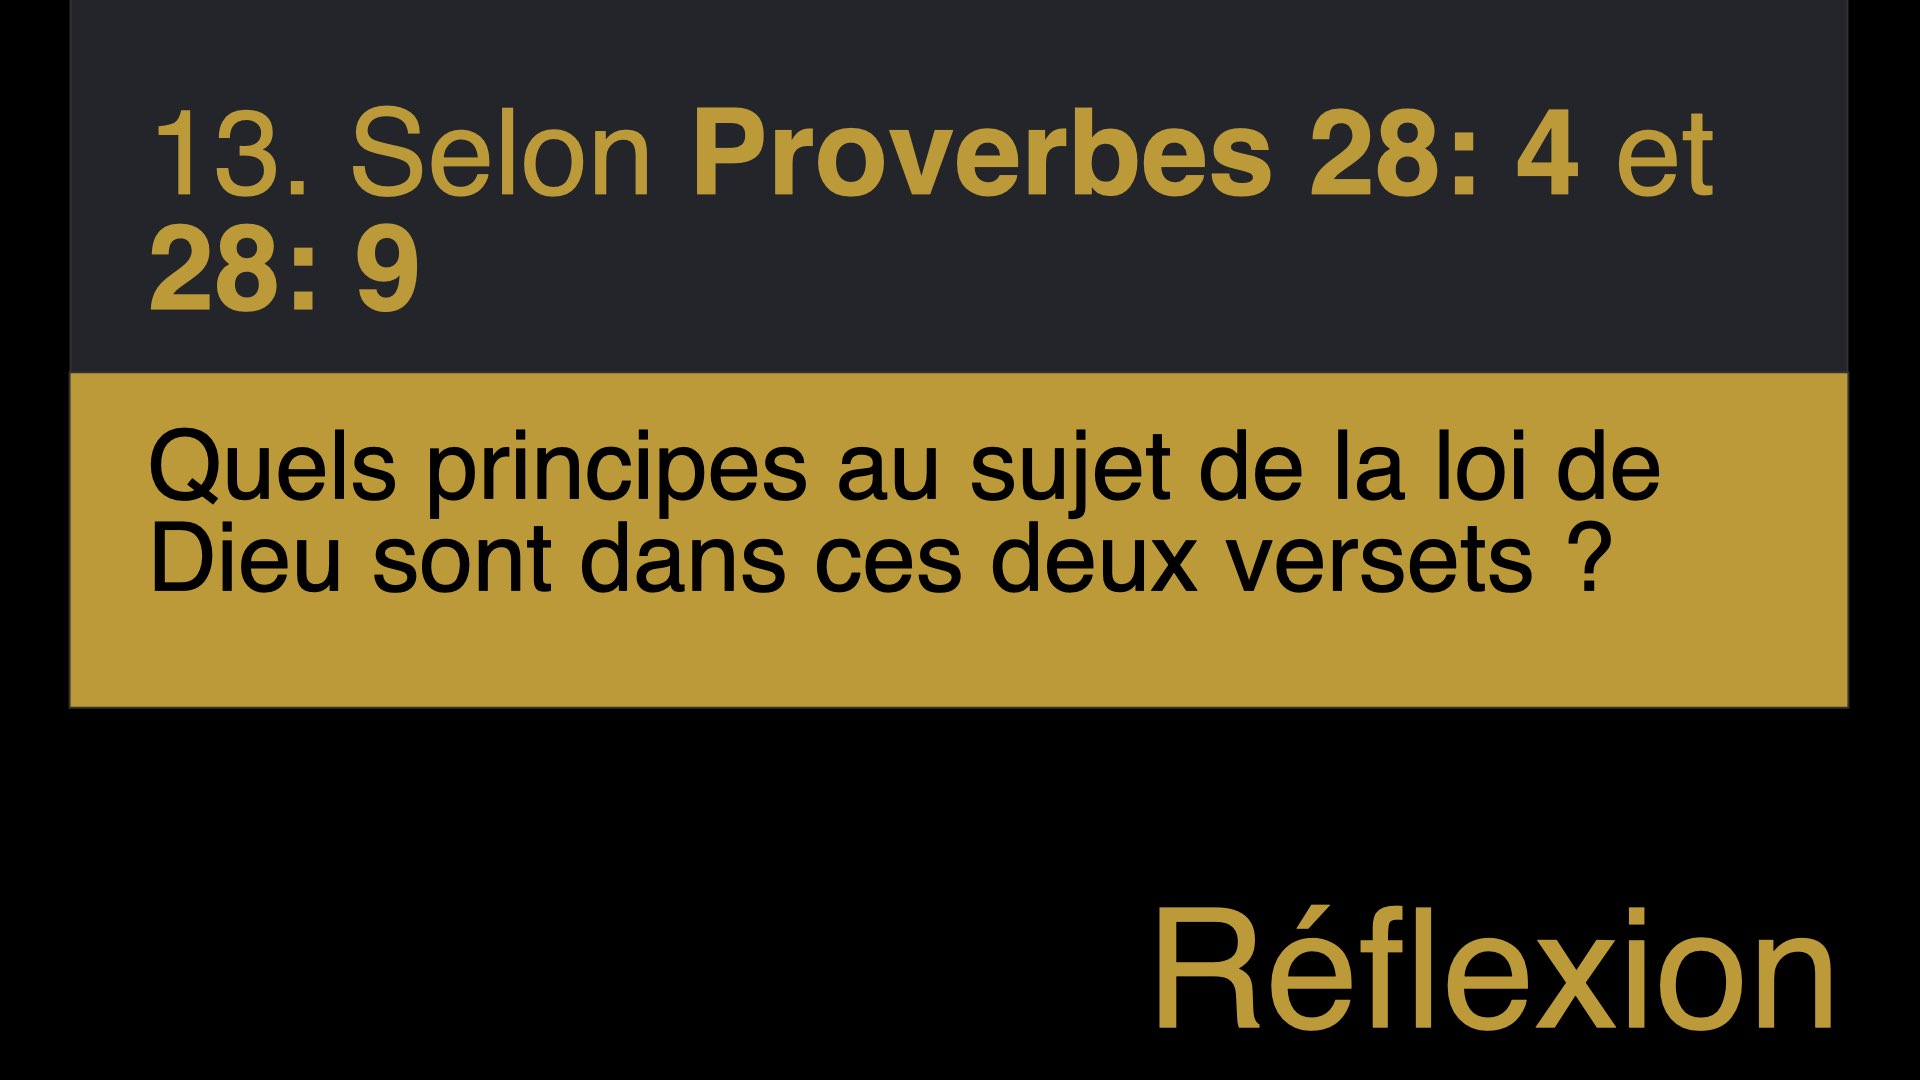 13. Selon Proverbes 28: 4 et
28: 9
Quels principes au sujet de la loi de
Dieu sont dans ces deux versets ?
Réflexion